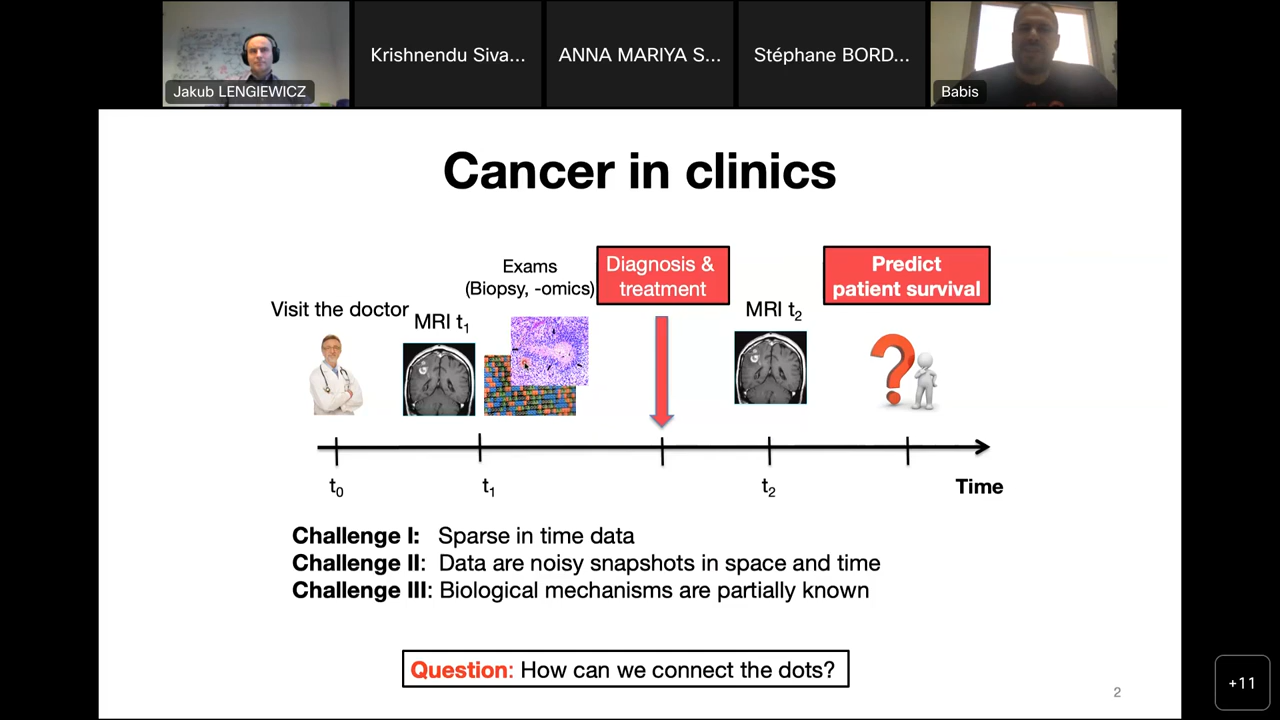 Jakub LENGIEWICZ
Krishnendu Siva...
ANNA MARIYA S...
Stéphane BORD...
Babis
Cancer in clinics
Visit the doctor
MRI t1
Exams
(Biopsy, -omics)
Diagnosis &
treatment
MRI t2
Predict
patient survival
t0
t1
t2
Time
Challenge I: Sparse in time data
Challenge II: Data are noisy snapshots in space and time
Challenge III: Biological mechanisms are partially known
Question: How can we connect the dots?
2
+11